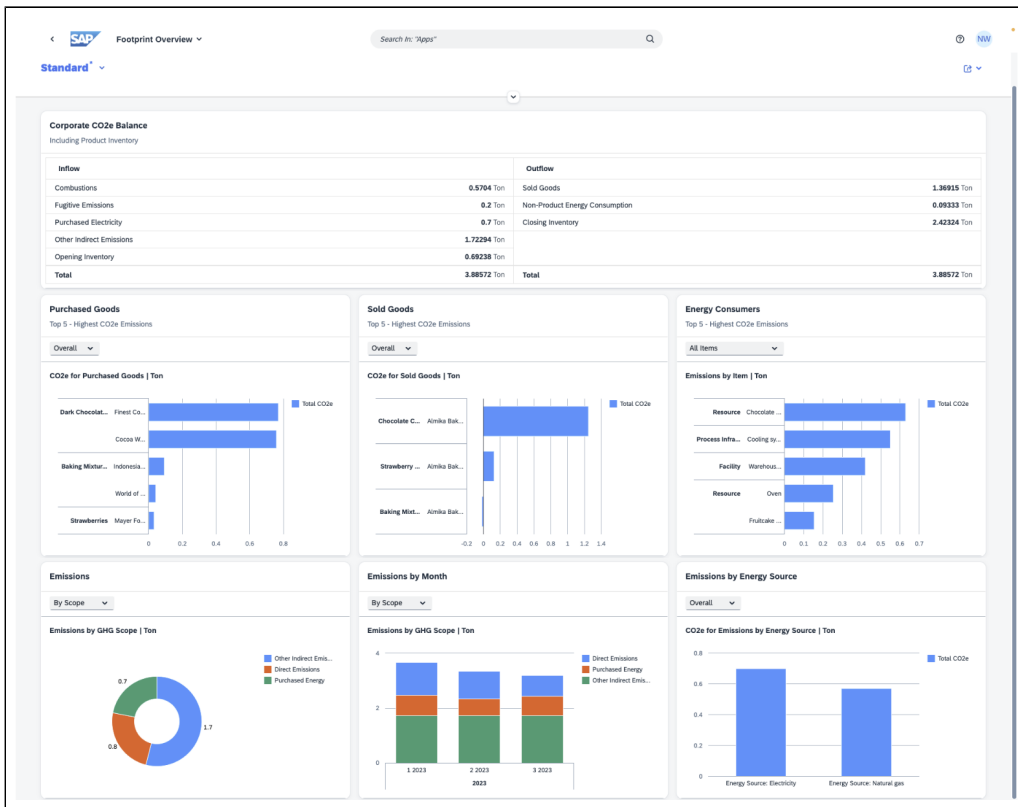 SAP Footprint Overview Search In: "Apps" NW
Standard*
Corporate CO2e Balance
Including Product Inventory
Inflow Outflow
Combustions 0.5704 Ton Sold Goods 1.36915 Ton
Fugitive Emissions 0.2 Ton Non-Product Energy Consumption 0.09333 Ton
Purchased Electricity 0.7 Ton Closing Inventory 2.42324 Ton
Other Indirect Emissions 1.72294 Ton
Opening Inventory 0.69238 Ton
Total 3.88572 Ton Total 3.88572 Ton
Purchased Goods
Top 5 - Highest CO2e Emissions
Overall
CO2e for Purchased Goods | Ton
Total CO2e
Dark Chocolat... Finest Co...
Cocoa W...
Baking Mixtur... Indonesia...
World of ...
Strawberries Mayer Fo...
0 0.2 0.4 0.6 0.8
Sold Goods
Top 5 - Highest CO2e Emissions
Overall
CO2e for Sold Goods | Ton
Total CO2e
Chocolate C... Almika Bak...
Strawberry ... Almika Bak...
Baking Mixt... Almika Bak...
-0.2 0 0.2 0.4 0.6 0.8 1 1.2 1.4
Energy Consumers
Top 5 - Highest CO2e Emissions
All Items
Emissions by Item | Ton
Total CO2e
Resource Chocolate ...
Process Infra... Cooling sy...
Facility Warehous...
Resource Oven
Fruitcake ...
0 0.1 0.2 0.3 0.4 0.5 0.6 0.7
Emissions
By Scope
Emissions by GHG Scope | Ton
Other Indirect Emis...
Direct Emissions
Purchased Energy
0.7
1.7
0.8
Emissions by Month
By Scope
Emissions by GHG Scope | Ton
Direct Emissions
Purchased Energy
Other Indirect Emis...
4
2
0
1 2023 2 2023 3 2023
2023
Emissions by Energy Source
Overall
CO2e for Emissions by Energy Source | Ton
Total CO2e
0.8
0.6
0.4
0.2
0
Energy Source: Electricity Energy Source: Natural gas